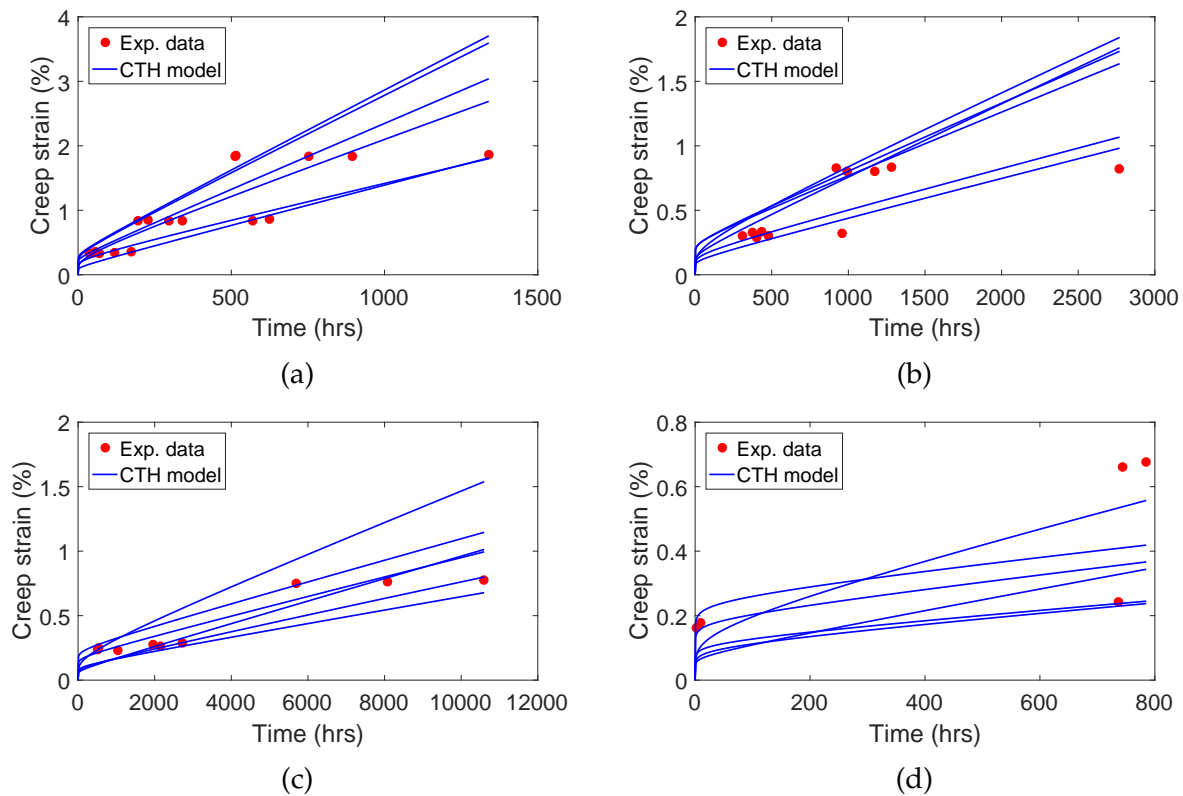 4
3
2
1
0
Creep strain (%)
Exp. data
CTH model
0 500 1000 1500
Time (hrs)
(a)
2
1.5
1
0.5
0
Creep strain (%)
Exp. data
CTH model
0 500 1000 1500 2000 2500 3000
Time (hrs)
(b)
2
1.5
1
0.5
0
Creep strain (%)
Exp. data
CTH model
0 2000 4000 6000 8000 10000 12000
Time (hrs)
(c)
0.8
0.6
0.4
0.2
0
Creep strain (%)
Exp. data
CTH model
0 200 400 600 800
Time (hrs)
(d)